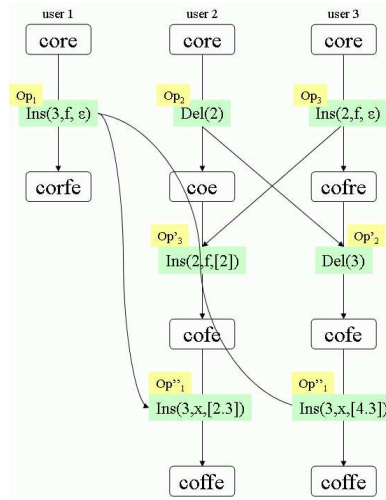 user 1 user 2 user 3
core core core
Op1 Op2 Op3
Ins(3,f, ε) Del(2) Ins(2,f, ε)
corfe coe cofre
Op'3 Op'2
Ins(2,f,[2]) Del(3)
cofe cofe
Op''1 Op''1
Ins(3,x,[2.3]) Ins(3,x,[4.3])
coffe coffe